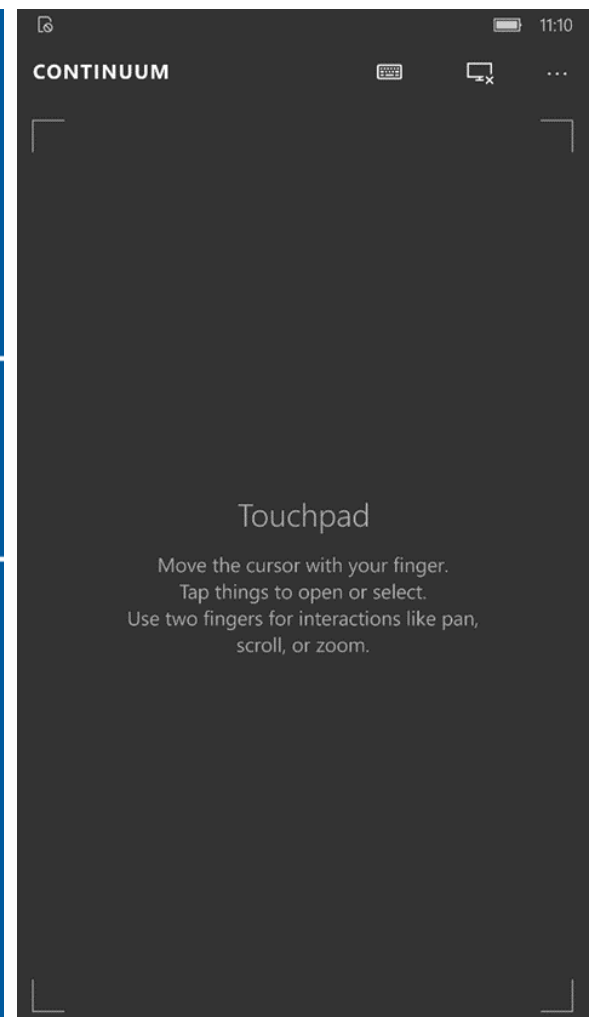 11:10
CONTINUUM
...
Touchpad
Move the cursor with your finger.
Tap things to open or select.
Use two fingers for interactions like pan,
scroll, or zoom.